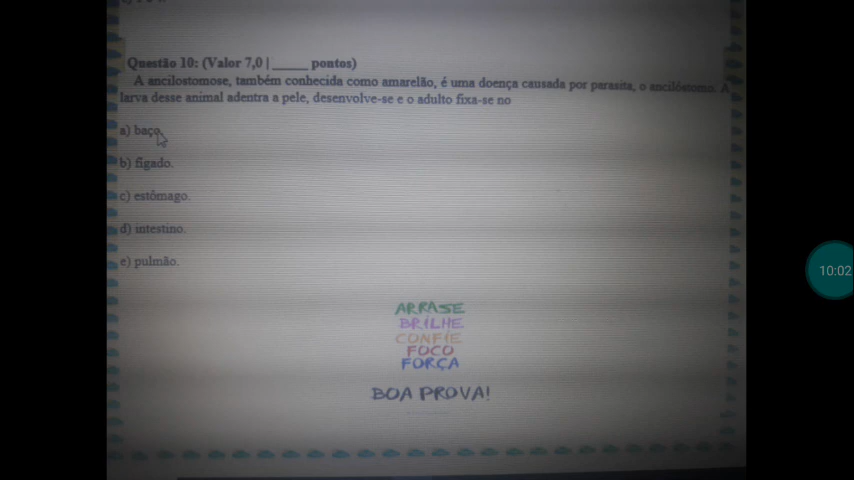 Questão 10: (Valor 7,0 |_____ pontos)
A ancilostomose, também conhecida como amarelão, é uma doença causada por parasita, o ancilóstomo. A
larva desse animal adentra a pele, desenvolve-se e o adulto fixa-se no
a) baço.
b) fígado.
c) estômago.
d) intestino.
e) pulmão.
10:02
ARRASE
BRILHE
CONFIE
FOCO
FORÇA
BOA PROVA!